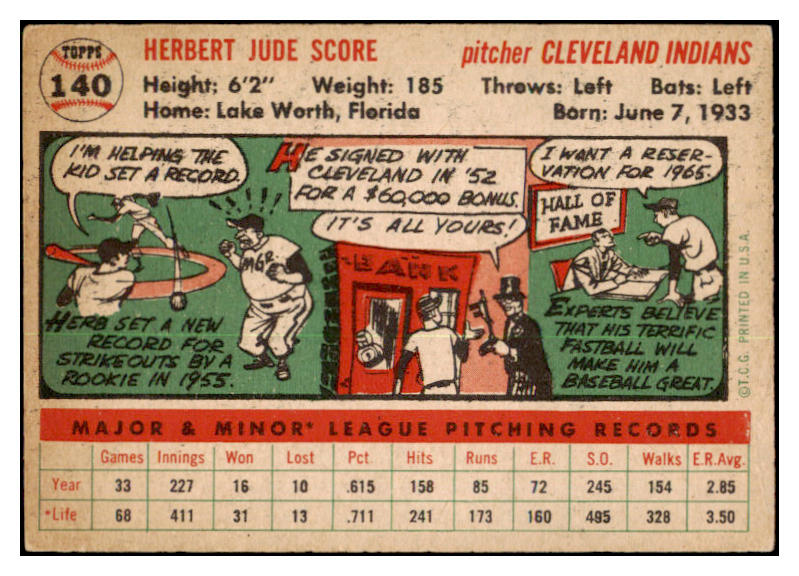 TOPPS
140
HERBERT JUDE SCORE
pitcher CLEVELAND INDIANS
Height: 6'2" Weight: 185 Throws: Left Bats: Left
Home: Lake Worth, Florida Born: June 7, 1933
I'M HELPING THE
KID SET A RECORD.
!!!!
MGR.
HERB SET A NEW
RECORD FOR
STRIKEOUTS BY A
ROOKIE IN 1955.
HE SIGNED WITH
CLEVELAND IN '52
FOR A $60,000 BONUS.
IT'S ALL YOURS!
BANK
I WANT A RESER-
VATION FOR 1965.
HALL OF
FAME
EXPERTS BELIEVE
THAT HIS TERRIFIC
FASTBALL WILL
MAKE HIM A
BASEBALL GREAT.
©T.C.G. PRINTED IN U.S.A.
MAJOR & MINOR* LEAGUE PITCHING RECORDS
Games Innings Won Lost Pct Hits Runs E.R. S.O. Walks E.R.Avg.
Year 33 227 16 10 .615 158 85 72 245 154 2.85
*Life 68 411 31 13 .711 241 173 160 495 328 3.50